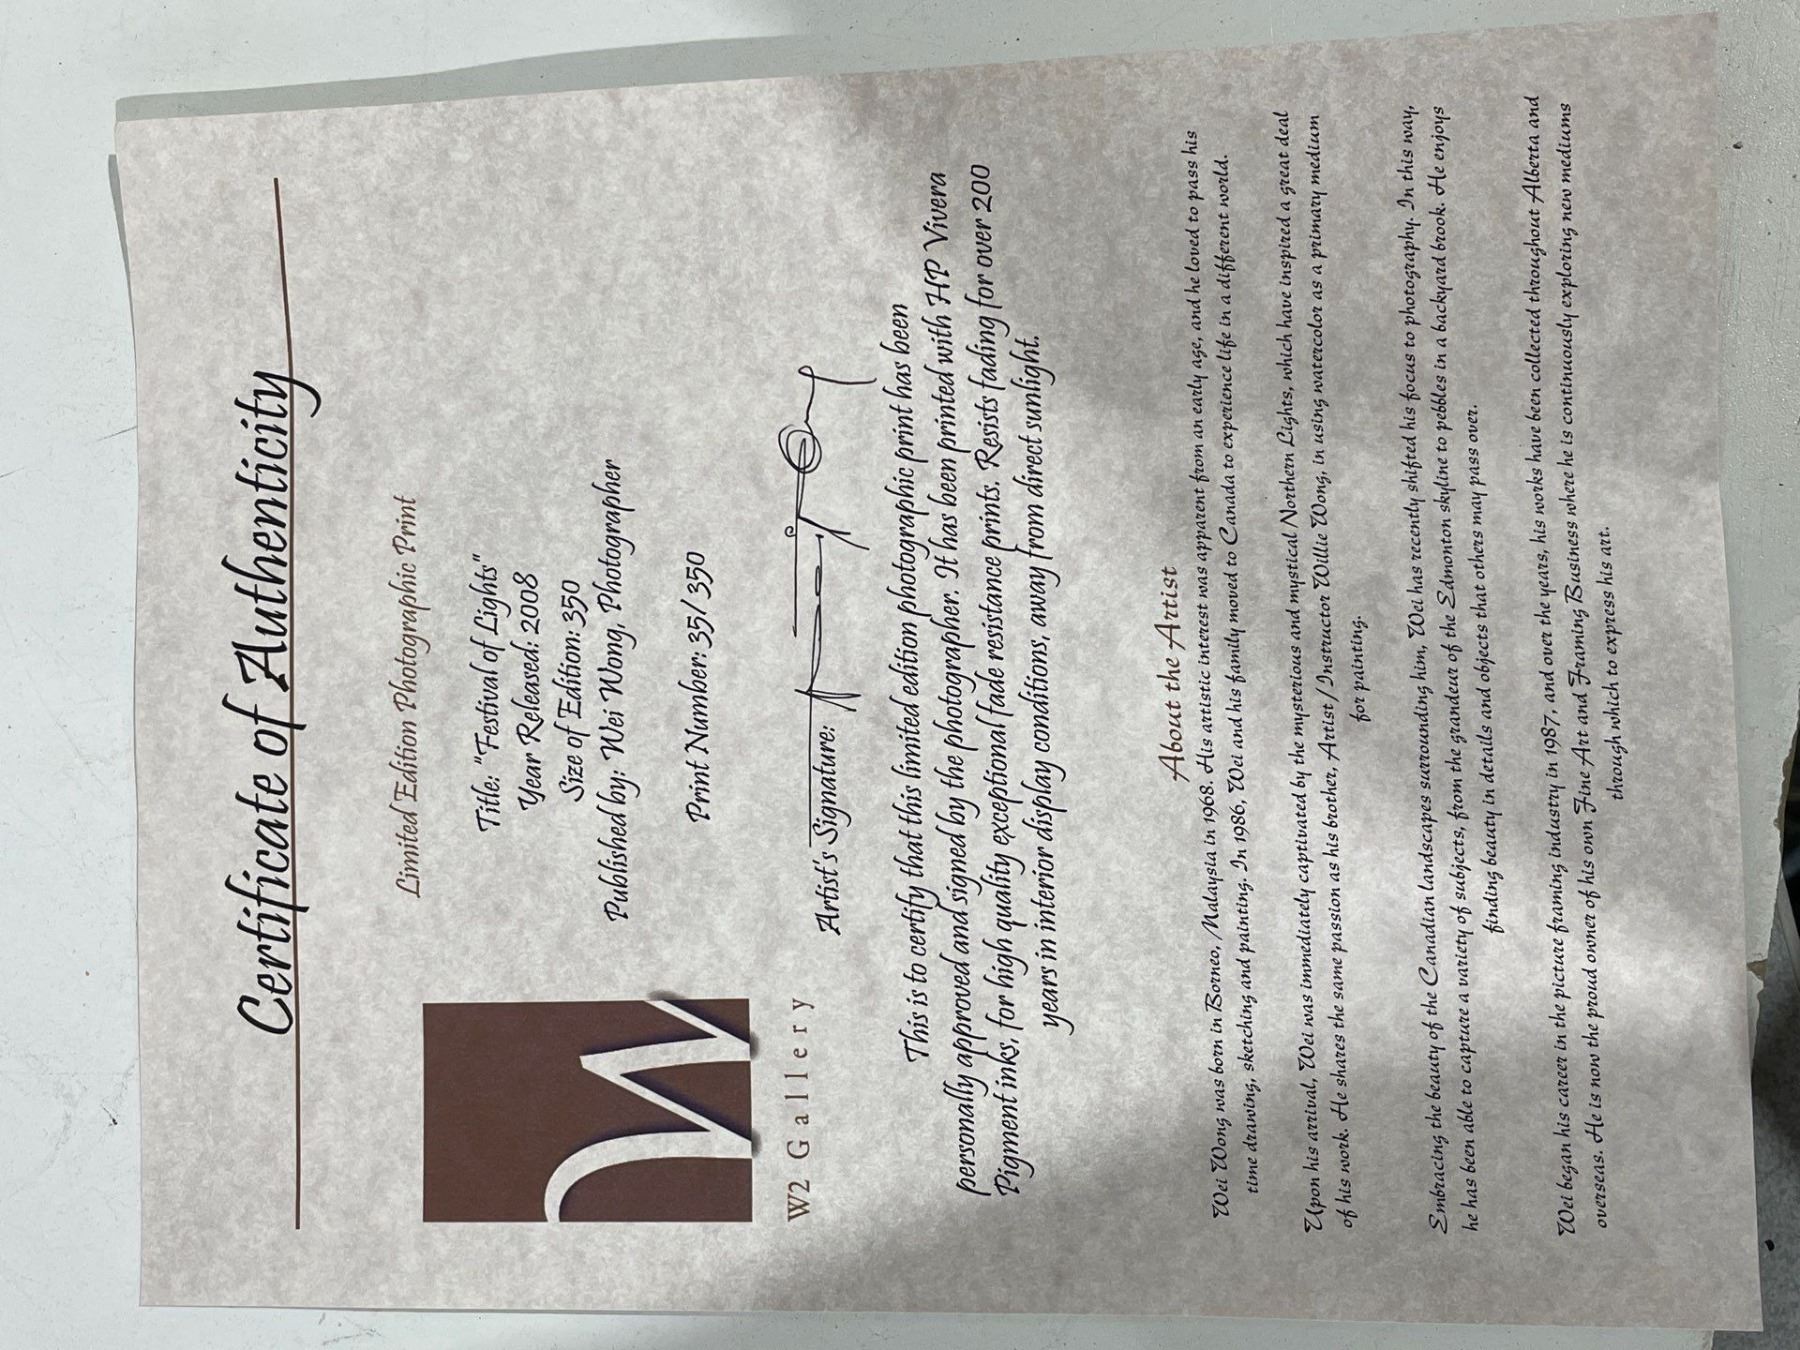 Certificate of Authenticity
Limited Edition Photographic Print
Title: "Festival of Lights"
Year Released: 2008
Size of Edition: 350
Published by: Wei Wong, Photographer
Print Number: 35/350
W2 Gallery
Artist's Signature:
This is to certify that this limited edition photographic print has been
personally approved and signed by the photographer. It has been printed with HP Vivera
Pigment inks, for high quality exceptional fade resistance prints. Resists fading for over 200
years in interior display conditions, away from direct sunlight.
About the Artist
Wei Wong was born in Borneo, Malaysia in 1968. His artistic interest was apparent from an early age, and he loved to pass his
time drawing, sketching and painting. In 1986, Wei and his family moved to Canada to experience life in a different world.
Upon his arrival, Wei was immediately captivated by the mysterious and mystical Northern Lights, which have inspired a great deal
of his work. He shares the same passion as his brother, Artist / Instructor Willie Wong, in using watercolor as a primary medium
for painting.
Embracing the beauty of the Canadian landscapes surrounding him, Wei has recently shifted his focus to photography. In this way,
he has been able to capture a variety of subjects, from the grandeur of the Edmonton skyline to pebbles in a backyard brook. He enjoys
finding beauty in details and objects that others may pass over.
Wei began his career in the picture framing industry in 1987, and over the years, his works have been collected throughout Alberta and
overseas. He is now the proud owner of his own Fine Art and Framing Business where he is continuously exploring new mediums
through which to express his art.